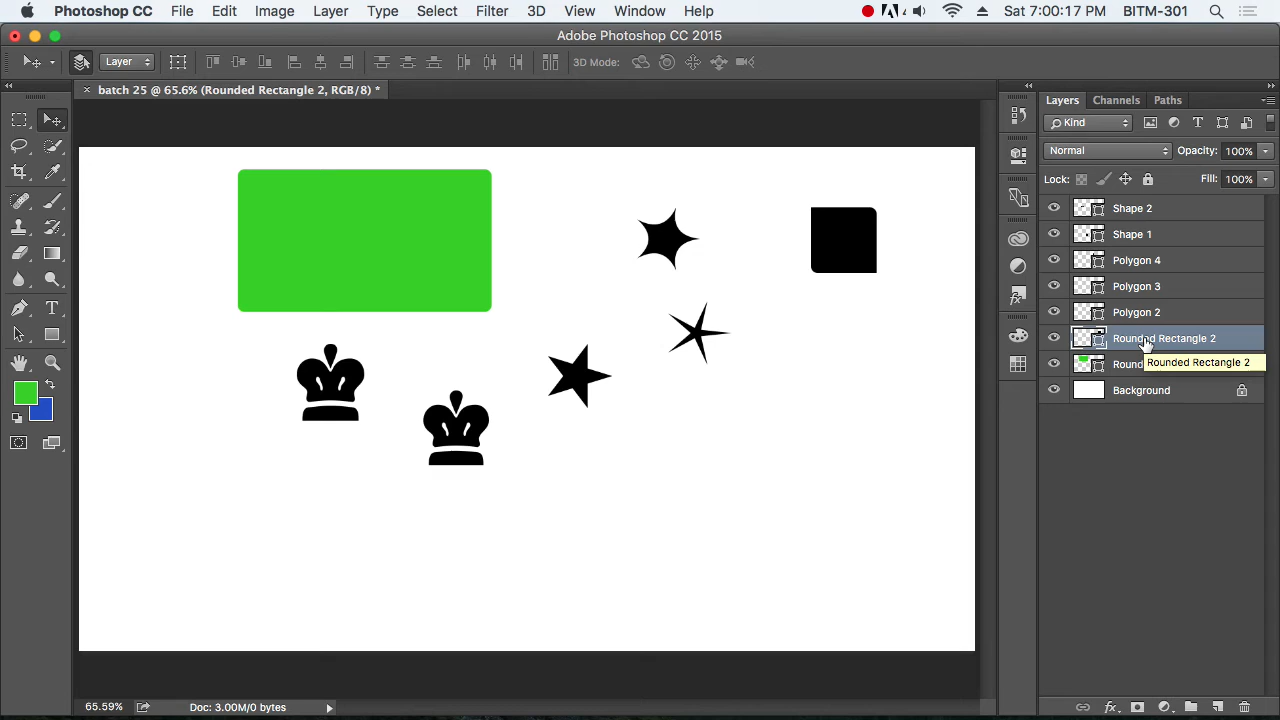 Photoshop CC File Edit Image Layer Type Select Filter 3D View Window Help Sat 7:00:17 PM BITM-301
Adobe Photoshop CC 2015
Layer 3D Mode:
batch 25 @ 65.6% (Rounded Rectangle 2, RGB/8) *
Layers Channels Paths
Kind
Normal Opacity: 100%
Lock: Fill: 100%
Shape 2
Shape 1
Polygon 4
Polygon 3
Polygon 2
Rounded Rectangle 2
Roun
Rounded Rectangle 2
Background
65.59% Doc: 3.00M/0 bytes